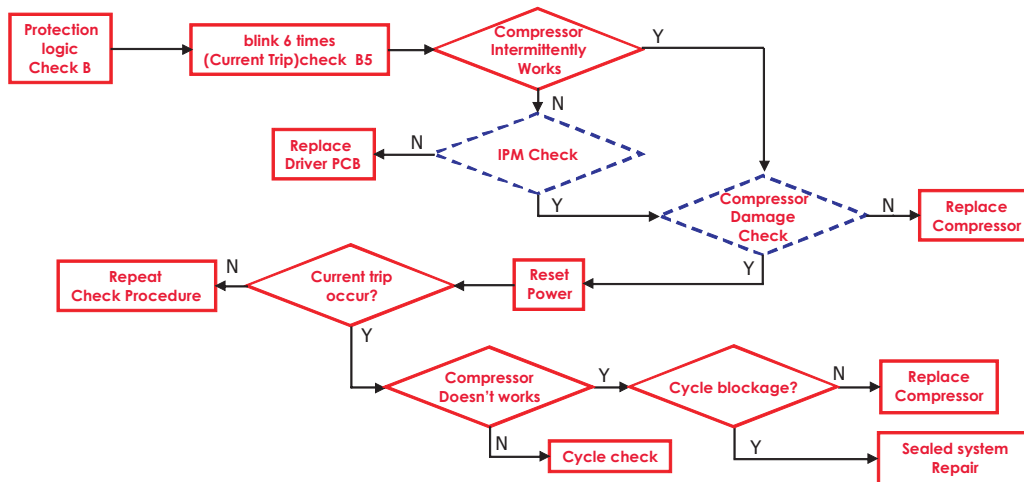 Protection
logic
Check B
blink 6 times
(Current Trip)check B5
Compressor
Intermittently
Works
Y
N
Replace
Driver PCB
N
IPM Check
Y
Compressor
Damage
Check
N
Replace
Compressor
Y
Repeat
Check Procedure
N
Current trip
occur?
Reset
Power
Y
Compressor
Doesn't works
Y
Cycle blockage?
N
Replace
Compressor
N
Cycle check
Y
Sealed system
Repair